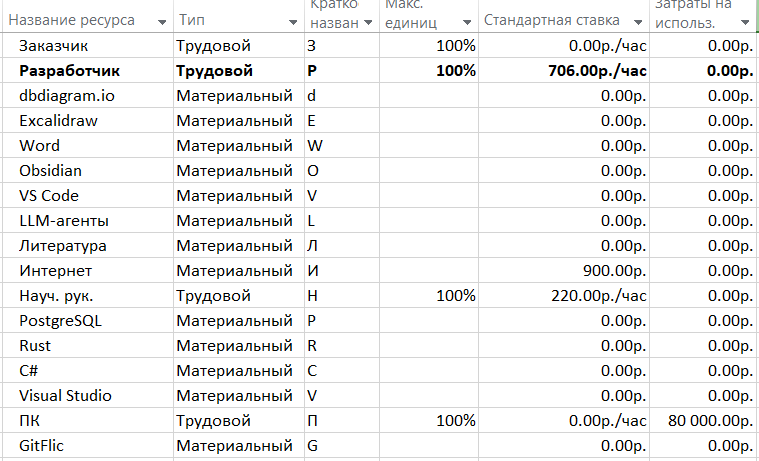 Название ресурса Тип Кратко назван Макс. единиц Стандартная ставка Затраты на использ.
Заказчик Трудовой З 100% 0.00р./час 0.00р.
Разработчик Трудовой Р 100% 706.00р./час 0.00р.
dbdiagram.io Материальный d 0.00р. 0.00р.
Excalidraw Материальный E 0.00р. 0.00р.
Word Материальный W 0.00р. 0.00р.
Obsidian Материальный O 0.00р. 0.00р.
VS Code Материальный V 0.00р. 0.00р.
LLM-агенты Материальный L 0.00р. 0.00р.
Литература Материальный Л 0.00р. 0.00р.
Интернет Материальный И 900.00р. 0.00р.
Науч. рук. Трудовой Н 100% 220.00р./час 0.00р.
PostgreSQL Материальный P 0.00р. 0.00р.
Rust Материальный R 0.00р. 0.00р.
C# Материальный C 0.00р. 0.00р.
Visual Studio Материальный V 0.00р. 0.00р.
ПК Трудовой П 100% 0.00р./час 80 000.00р.
GitFlic Материальный G 0.00р. 0.00р.